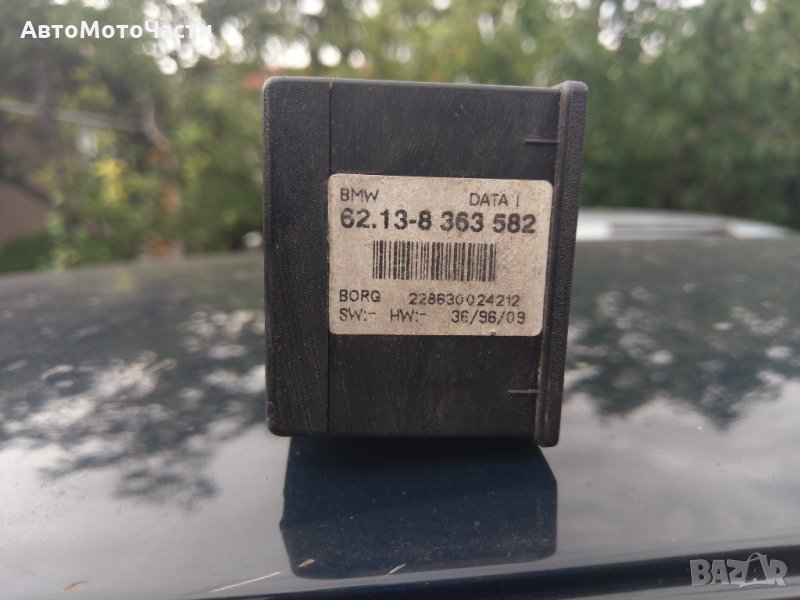 АвтоМотоЧасти
BMW DATA I
62.13-8 363 582
BORG 228630024212
SW:- HW:- 36/96/09
BAZAR